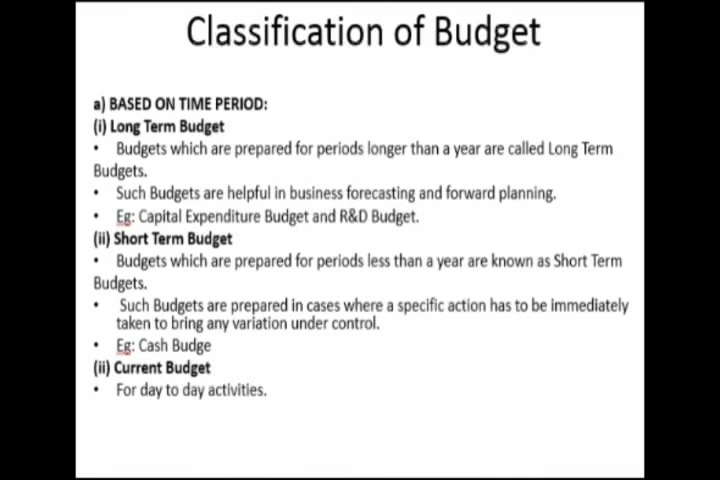 Classification of Budget
a) BASED ON TIME PERIOD:
(i) Long Term Budget
• Budgets which are prepared for periods longer than a year are called Long Term
Budgets.
• Such Budgets are helpful in business forecasting and forward planning.
• Eg: Capital Expenditure Budget and R&D Budget.
(ii) Short Term Budget
• Budgets which are prepared for periods less than a year are known as Short Term
Budgets.
• Such Budgets are prepared in cases where a specific action has to be immediately
taken to bring any variation under control.
• Eg: Cash Budge
(ii) Current Budget
• For day to day activities.